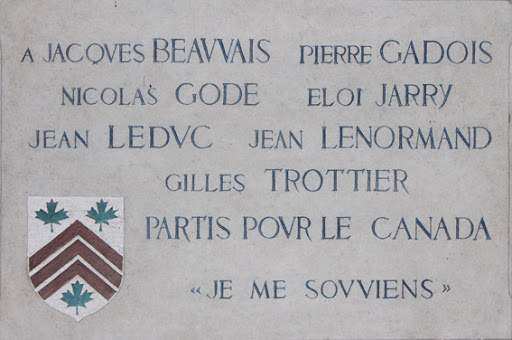 A JACQVES BEAVVAIS PIERRE GADOIS
NICOLAS GODE ELOI JARRY
JEAN LEDVC JEAN LENORMAND
GILLES TROTTIER
PARTIS POVR LE CANADA
« JE ME SOVVIENS »